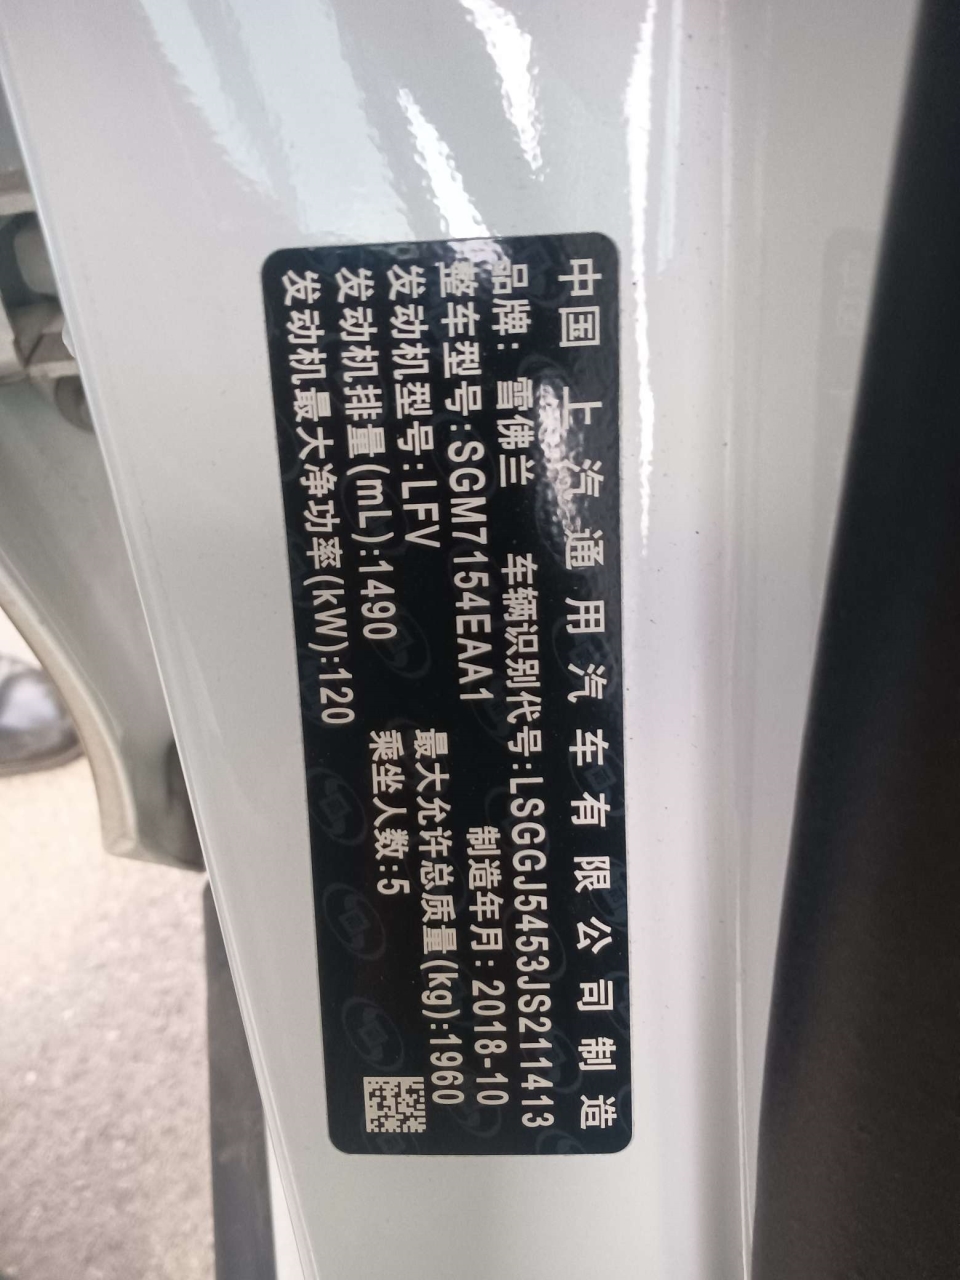 中国 上汽通用汽车有限公司制造
品牌：雪佛兰 车辆识别代号：LSGGJ5453JS211413
整车型号：SGM7154EAA1 制造年月：2018-10
发动机型号：LFV 最大允许总质量(kg)：1960
发动机排量(mL)：1490 乘坐人数：5
发动机最大净功率(kW)：120